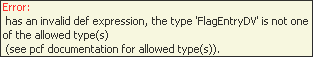 Error:
has an invalid def expression, the type 'FlagEntryDV' is not one
of the allowed type(s)
(see pcf documentation for allowed type(s)).